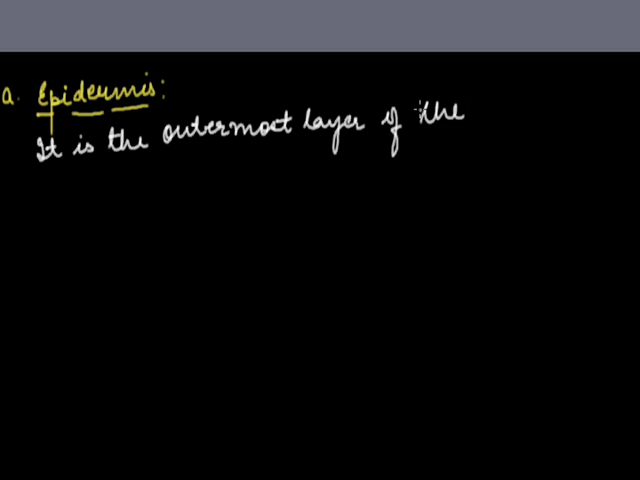 a. Epidermis:
It is the outermost layer of the